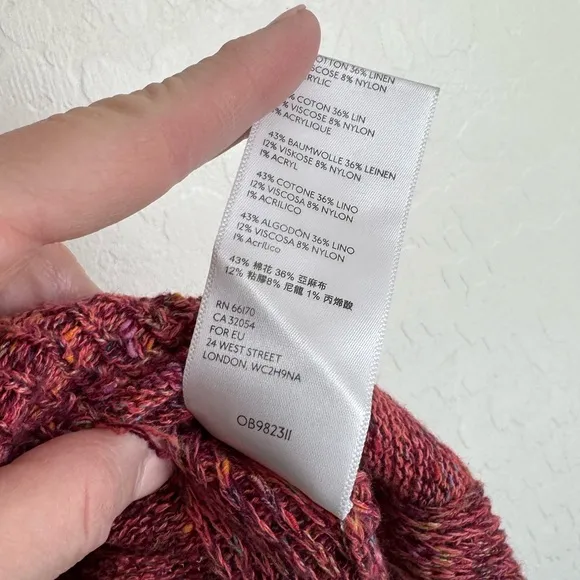 COTTON 36% LINEN
VISCOSE 8% NYLON
ACRYLIC
COTON 36% LIN
% VISCOSE 8% NYLON
% ACRYLIQUE
43% BAUMWOLLE 36% LEINEN
12% VISKOSE 8% NYLON
1% ACRYL
43% COTONE 36% LINO
12% VISCOSA 8% NYLON
1% ACRILICO
43% ALGODÓN 36% LINO
12% VISCOSA 8% NYLON
1% Acrílico
43% 棉花 36% 亞麻布
12% 粘膠8% 尼龍 1% 丙烯酸
RN 66170
CA 32054
FOR EU
24 WEST STREET
LONDON, WC2H9NA
OB982311